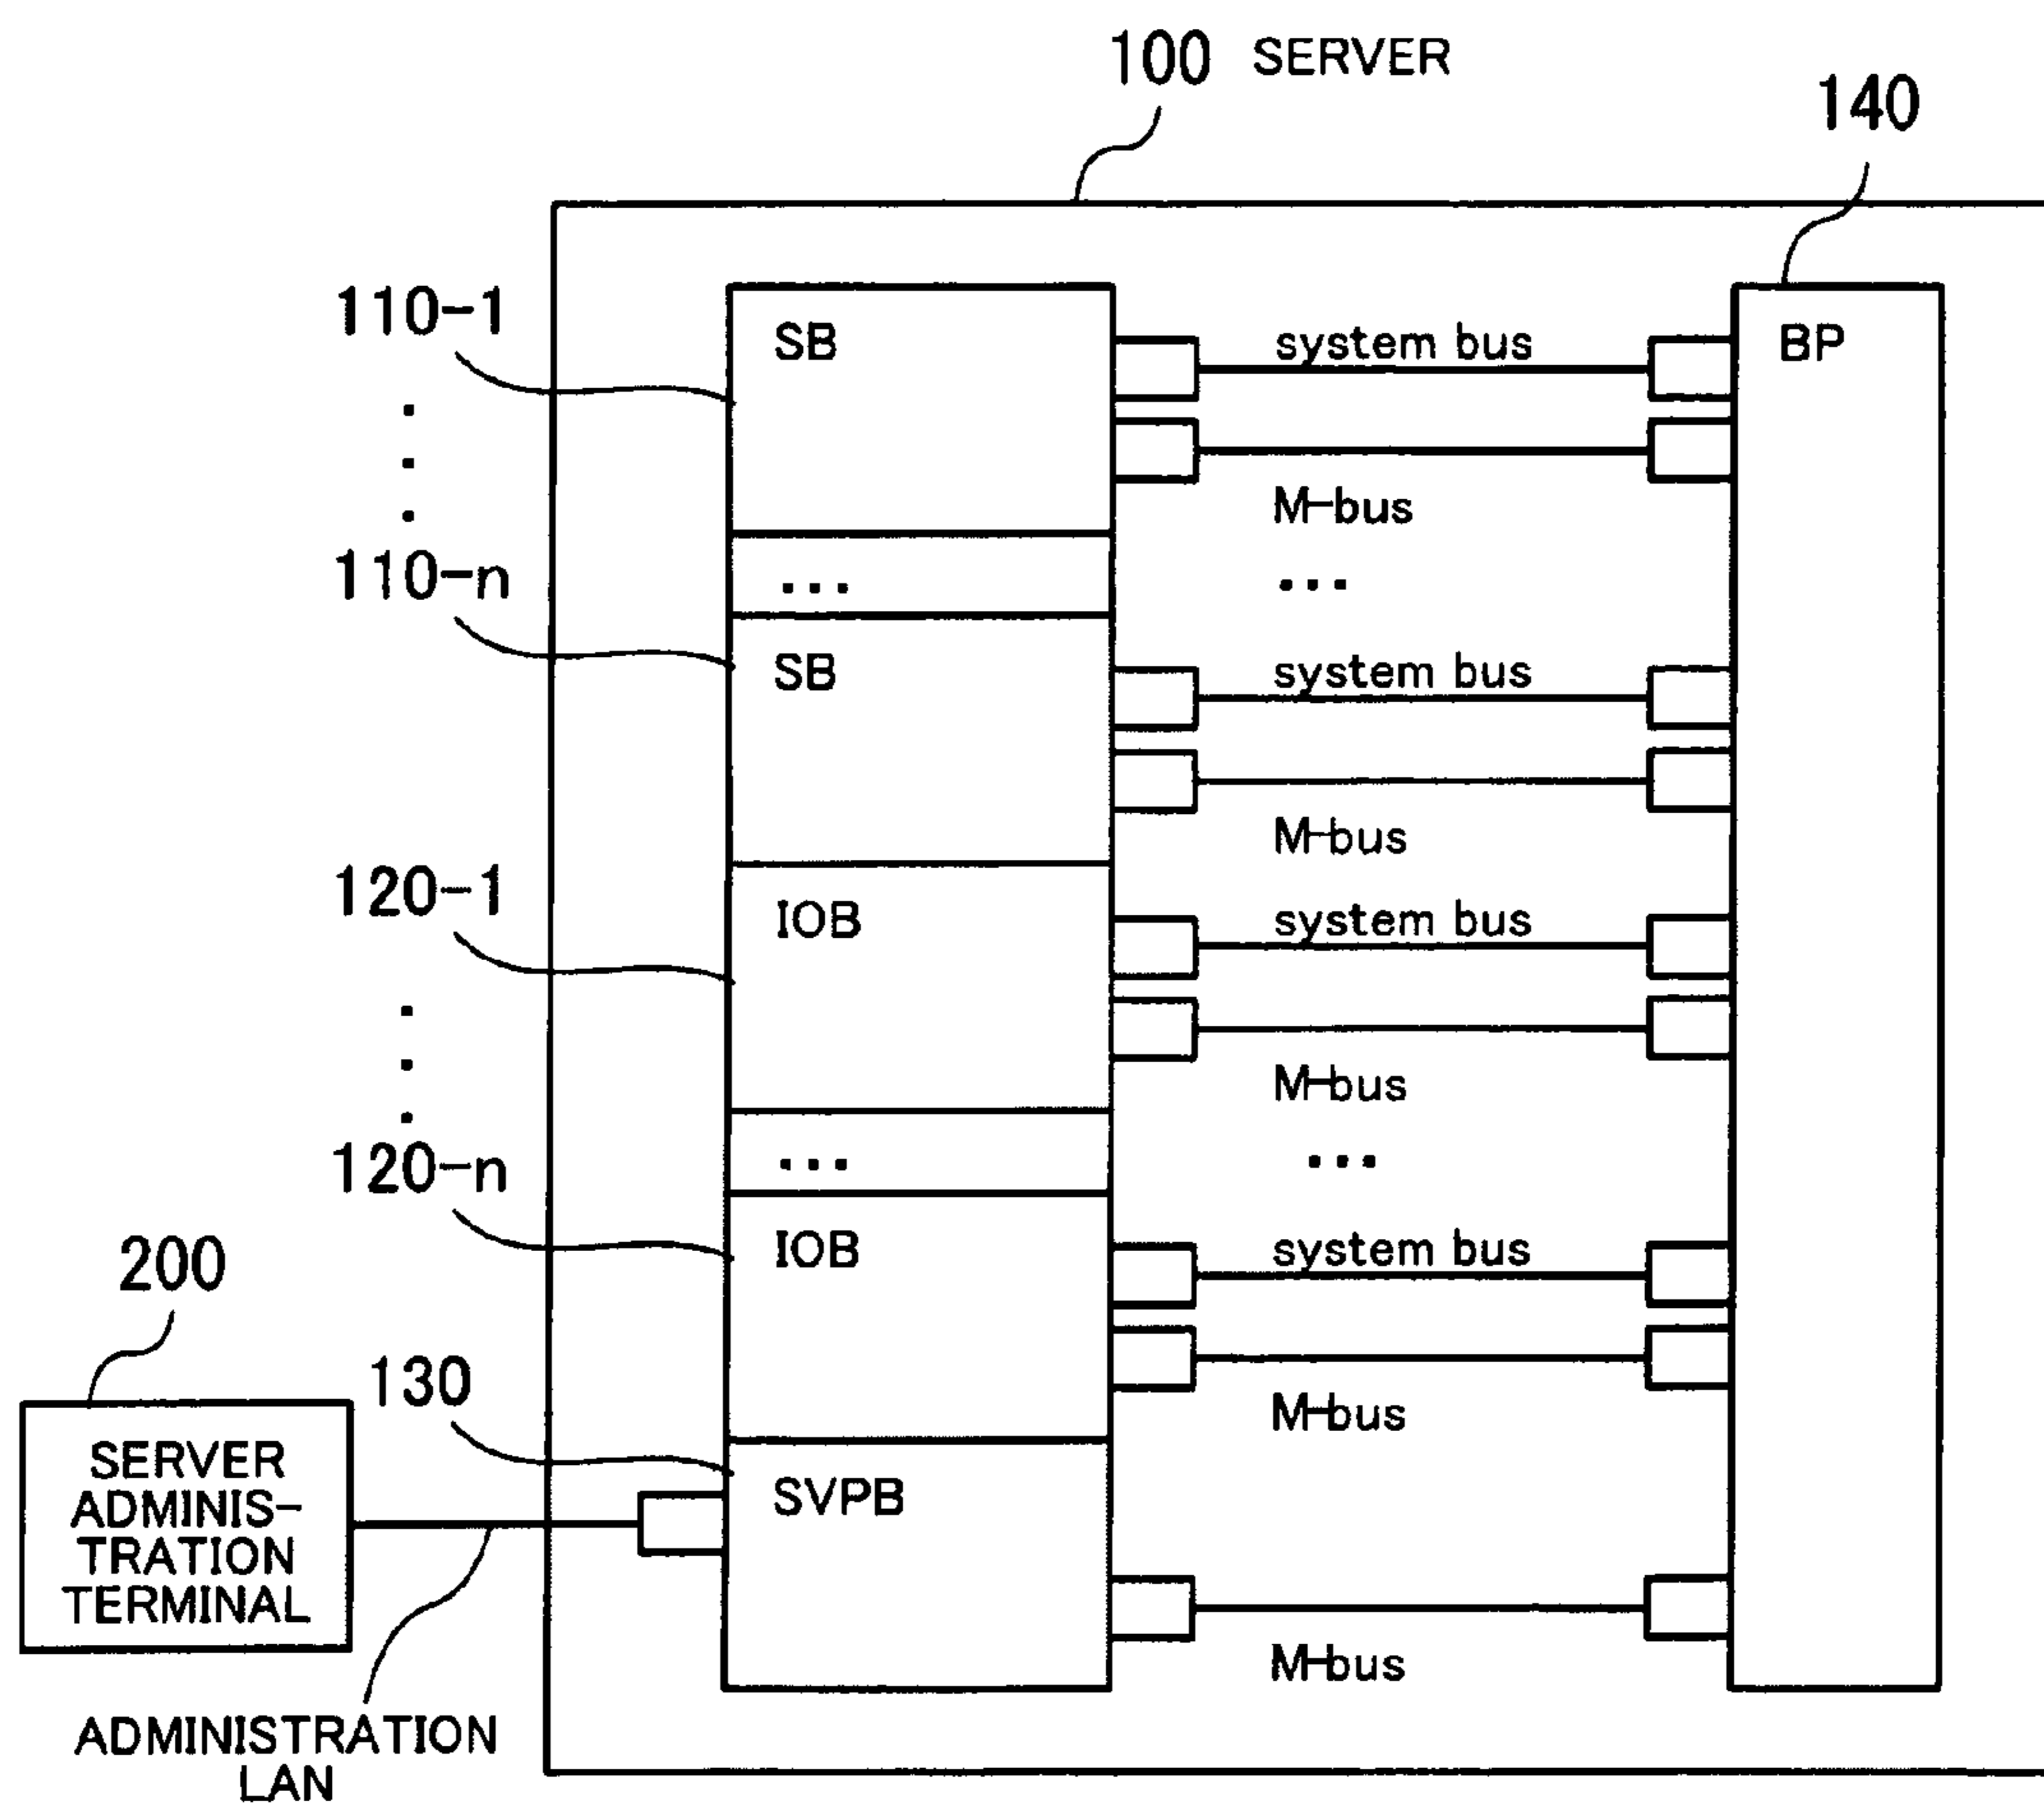 100 SERVER
140
110-1
SB
system bus
BP
M-bus
110-n
...
...
SB
system bus
M-bus
120-1
IOB
system bus
M-bus
120-n
...
...
IOB
system bus
200
M-bus
130
SERVER
ADMINIS-
TRATION
TERMINAL
SVPB
M-bus
ADMINISTRATION
LAN